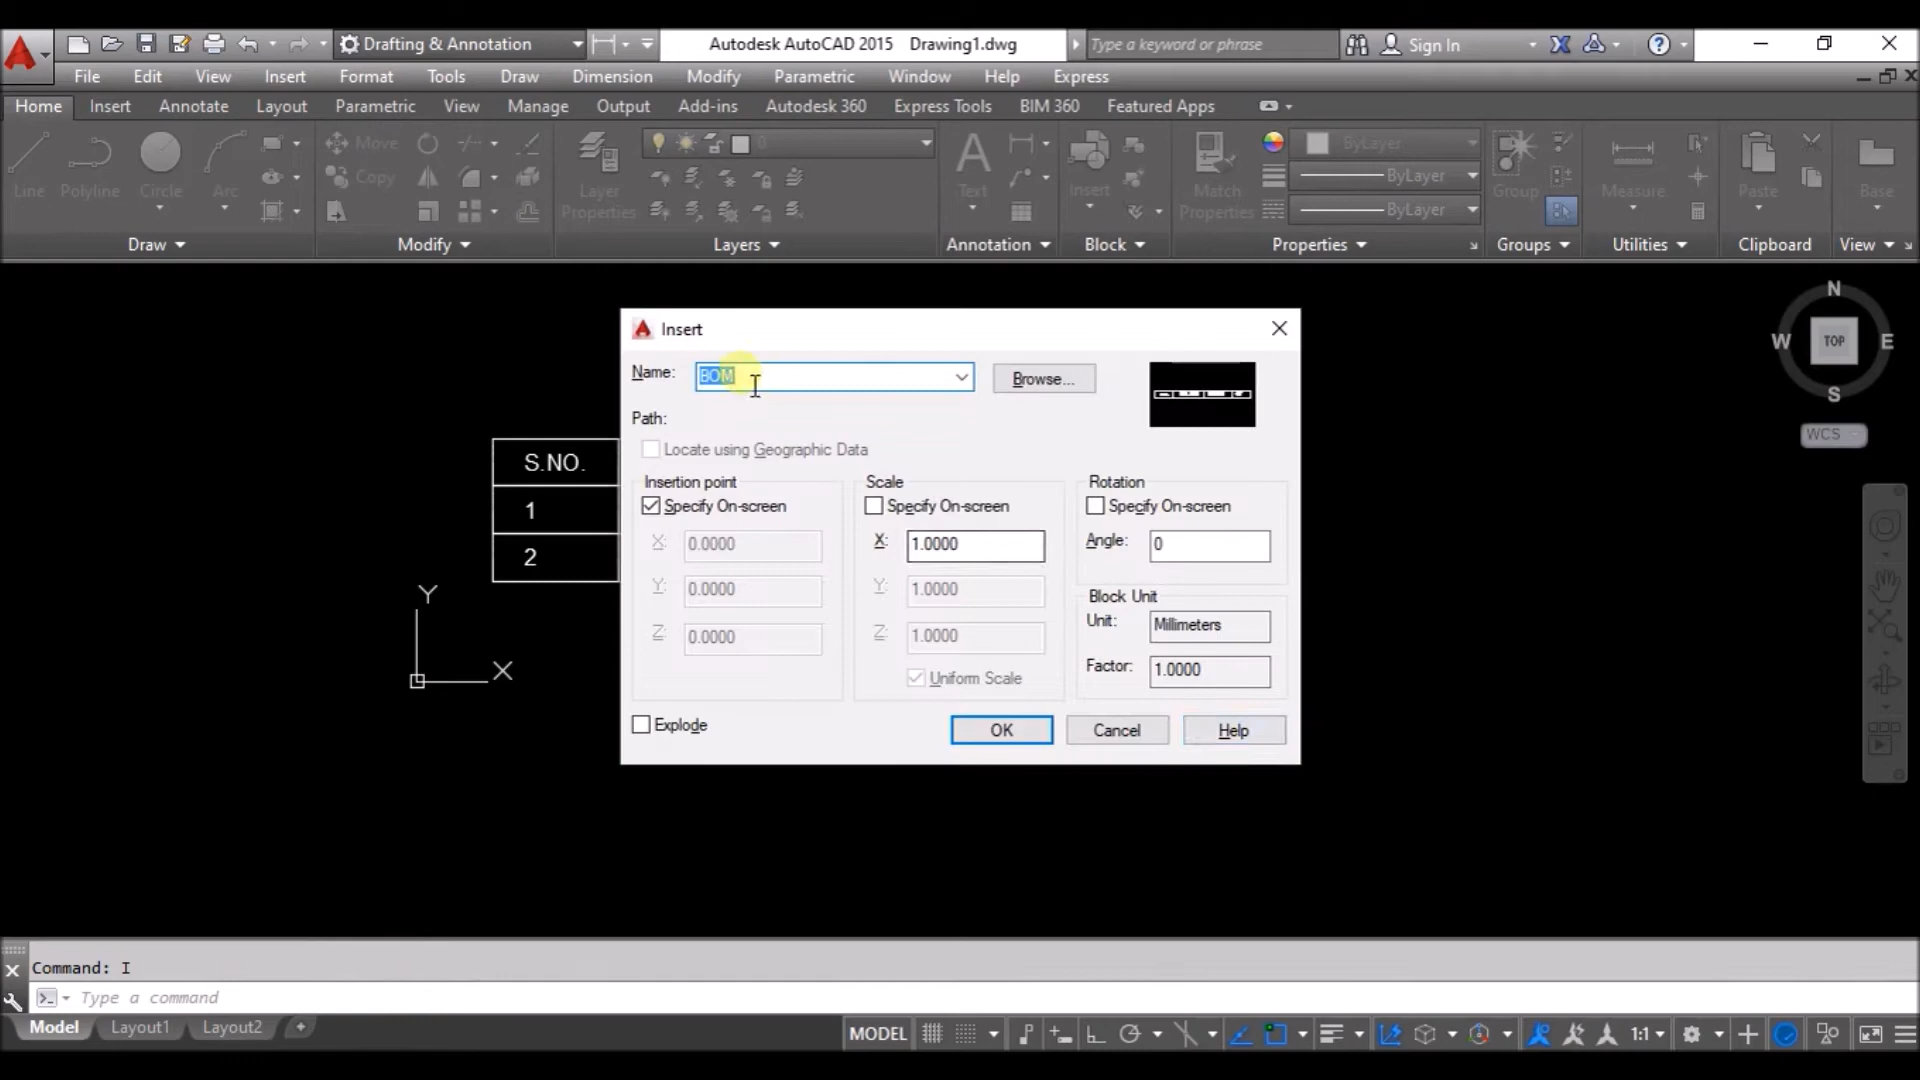 Drafting & Annotation
Autodesk AutoCAD 2015 Drawing1.dwg
Type a keyword or phrase
Sign In
File Edit View Insert Format Tools Draw Dimension Modify Parametric Window Help Express
Home Insert Annotate Layout Parametric View Manage Output Add-ins Autodesk 360 Express Tools BIM 360 Featured Apps
Line Polyline Circle Arc
Move
Copy
Layer Properties
0
Text
Insert
Match Properties
ByLayer
ByLayer
ByLayer
Group
Measure
Paste
Base
Draw Modify Layers Annotation Block Properties Groups Utilities Clipboard View
N
W TOP E
S
WCS
S.NO.
1
2
Y
X
Insert
Name: BOM Browse...
Path:
Locate using Geographic Data
Insertion point Scale Rotation
Specify On-screen Specify On-screen Specify On-screen
X: 0.0000 X: 1.0000 Angle: 0
Y: 0.0000 Y: 1.0000
Block Unit
Unit: Millimeters
Z: 0.0000 Z: 1.0000
Factor: 1.0000
Uniform Scale
Explode OK Cancel Help
Command: I
Type a command
Model Layout1 Layout2 +
MODEL 1:1